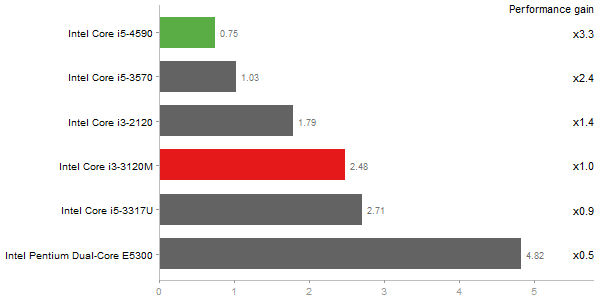 Performance gain
Intel Core i5-4590 0.75 x3.3
Intel Core i5-3570 1.03 x2.4
Intel Core i3-2120 1.79 x1.4
Intel Core i3-3120M 2.48 x1.0
Intel Core i5-3317U 2.71 x0.9
Intel Pentium Dual-Core E5300 4.82 x0.5
0 1 2 3 4 5